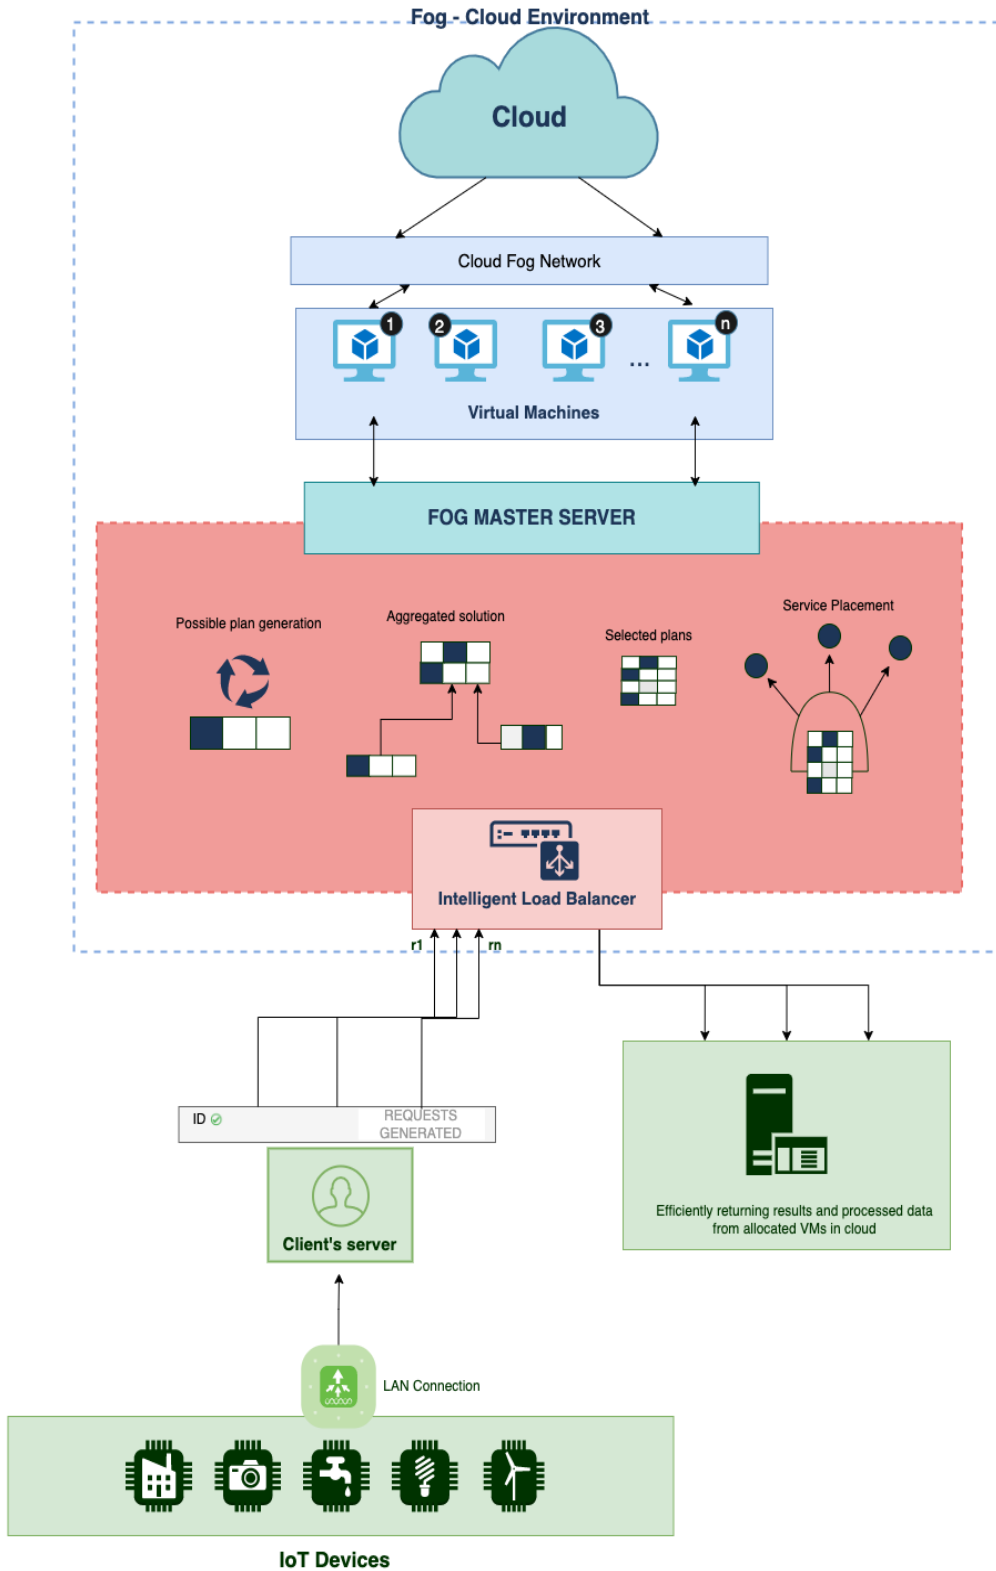 Fog - Cloud Environment
Cloud
Cloud Fog Network
1
2
3
n
...
Virtual Machines
FOG MASTER SERVER
Possible plan generation
Aggregated solution
Selected plans
Service Placement
Intelligent Load Balancer
r1
rn
ID
REQUESTS
GENERATED
Client's server
Efficiently returning results and processed data
from allocated VMs in cloud
LAN Connection
IoT Devices